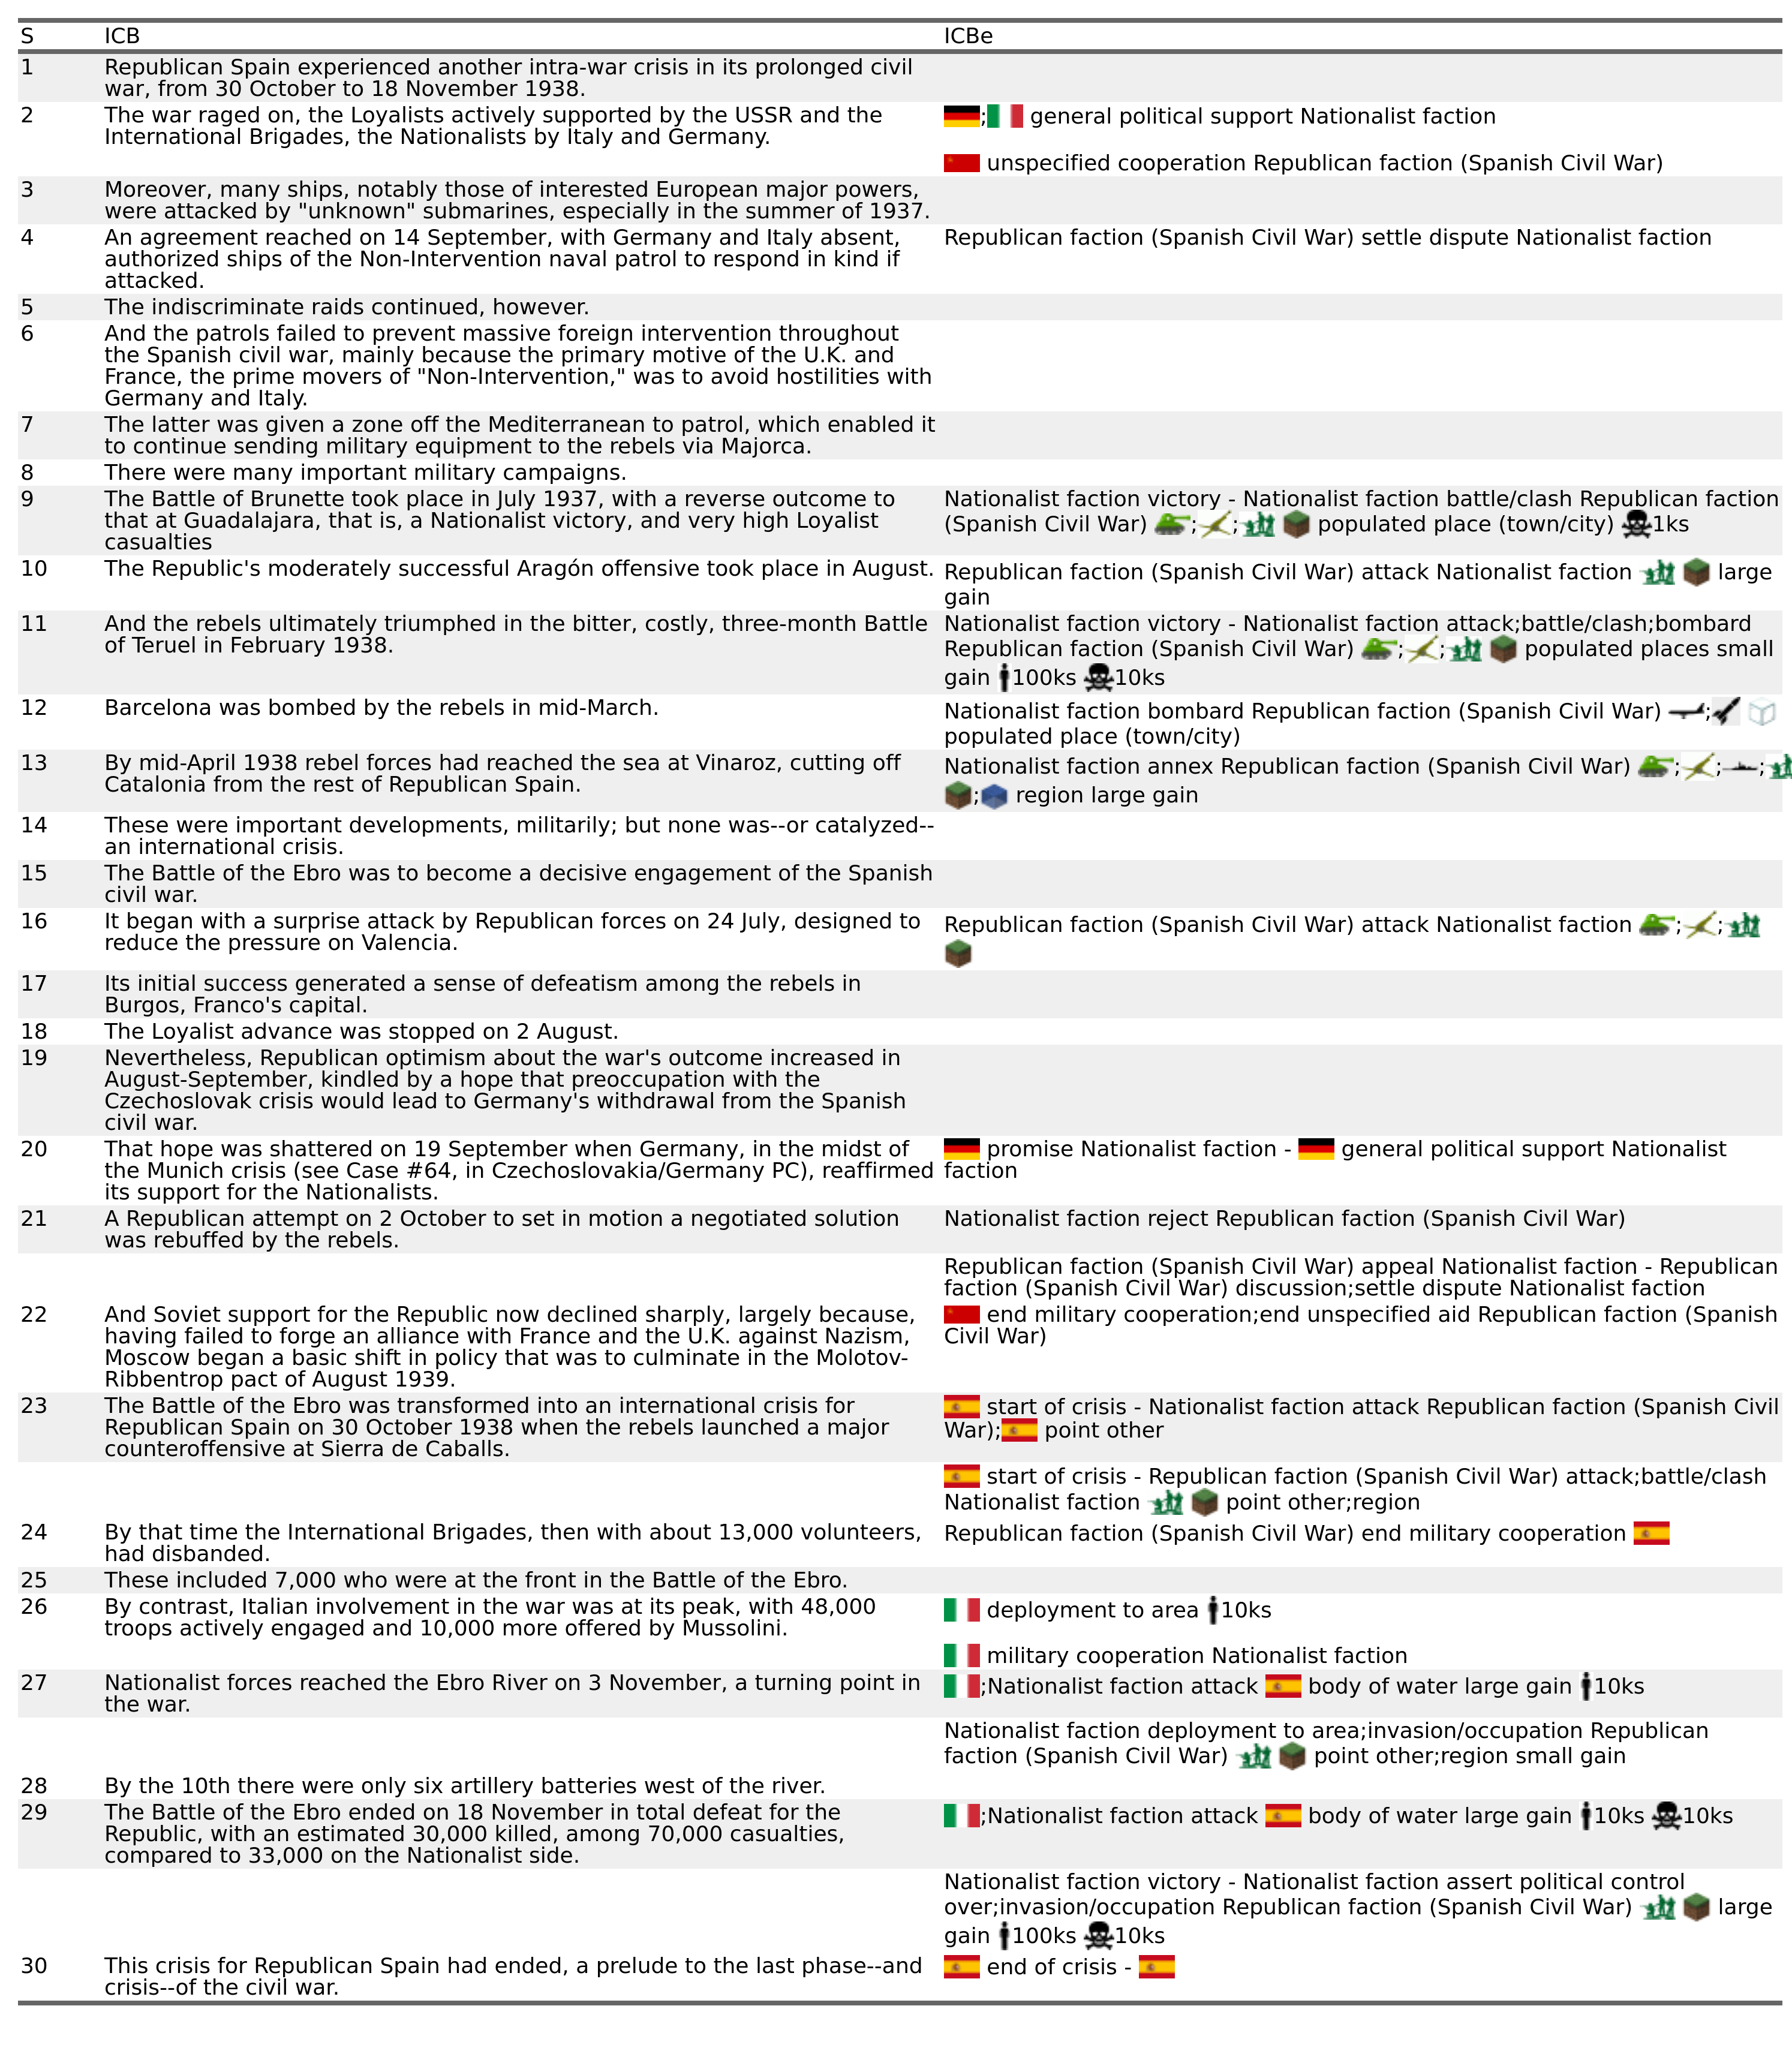 S ICB ICBe
1 Republican Spain experienced another intra-war crisis in its prolonged civil
war, from 30 October to 18 November 1938.
2 The war raged on, the Loyalists actively supported by the USSR and the
International Brigades, the Nationalists by Italy and Germany.
; general political support Nationalist faction
unspecified cooperation Republican faction (Spanish Civil War)
3 Moreover, many ships, notably those of interested European major powers,
were attacked by "unknown" submarines, especially in the summer of 1937.
4 An agreement reached on 14 September, with Germany and Italy absent,
authorized ships of the Non-Intervention naval patrol to respond in kind if
attacked.
Republican faction (Spanish Civil War) settle dispute Nationalist faction
5 The indiscriminate raids continued, however.
6 And the patrols failed to prevent massive foreign intervention throughout
the Spanish civil war, mainly because the primary motive of the U.K. and
France, the prime movers of "Non-Intervention," was to avoid hostilities with
Germany and Italy.
7 The latter was given a zone off the Mediterranean to patrol, which enabled it
to continue sending military equipment to the rebels via Majorca.
8 There were many important military campaigns.
9 The Battle of Brunette took place in July 1937, with a reverse outcome to
that at Guadalajara, that is, a Nationalist victory, and very high Loyalist
casualties
Nationalist faction victory - Nationalist faction battle/clash Republican faction
(Spanish Civil War) ; ; populated place (town/city) 1ks
10 The Republic's moderately successful Aragón offensive took place in August.
Republican faction (Spanish Civil War) attack Nationalist faction large
gain
11 And the rebels ultimately triumphed in the bitter, costly, three-month Battle
of Teruel in February 1938.
Nationalist faction victory - Nationalist faction attack;battle/clash;bombard
Republican faction (Spanish Civil War) ; ; populated places small
gain 100ks 10ks
12 Barcelona was bombed by the rebels in mid-March.
Nationalist faction bombard Republican faction (Spanish Civil War) ;
populated place (town/city)
13 By mid-April 1938 rebel forces had reached the sea at Vinaroz, cutting off
Catalonia from the rest of Republican Spain.
Nationalist faction annex Republican faction (Spanish Civil War) ; ; ;
; region large gain
14 These were important developments, militarily; but none was--or catalyzed--
an international crisis.
15 The Battle of the Ebro was to become a decisive engagement of the Spanish
civil war.
16 It began with a surprise attack by Republican forces on 24 July, designed to
reduce the pressure on Valencia.
Republican faction (Spanish Civil War) attack Nationalist faction ; ;
17 Its initial success generated a sense of defeatism among the rebels in
Burgos, Franco's capital.
18 The Loyalist advance was stopped on 2 August.
19 Nevertheless, Republican optimism about the war's outcome increased in
August-September, kindled by a hope that preoccupation with the
Czechoslovak crisis would lead to Germany's withdrawal from the Spanish
civil war.
20 That hope was shattered on 19 September when Germany, in the midst of
the Munich crisis (see Case #64, in Czechoslovakia/Germany PC), reaffirmed
its support for the Nationalists.
promise Nationalist faction - general political support Nationalist
faction
21 A Republican attempt on 2 October to set in motion a negotiated solution
was rebuffed by the rebels.
Nationalist faction reject Republican faction (Spanish Civil War)
Republican faction (Spanish Civil War) appeal Nationalist faction - Republican
faction (Spanish Civil War) discussion;settle dispute Nationalist faction
22 And Soviet support for the Republic now declined sharply, largely because,
having failed to forge an alliance with France and the U.K. against Nazism,
Moscow began a basic shift in policy that was to culminate in the Molotov-
Ribbentrop pact of August 1939.
end military cooperation;end unspecified aid Republican faction (Spanish
Civil War)
23 The Battle of the Ebro was transformed into an international crisis for
Republican Spain on 30 October 1938 when the rebels launched a major
counteroffensive at Sierra de Caballs.
start of crisis - Nationalist faction attack Republican faction (Spanish Civil
War); point other
start of crisis - Republican faction (Spanish Civil War) attack;battle/clash
Nationalist faction point other;region
24 By that time the International Brigades, then with about 13,000 volunteers,
had disbanded.
Republican faction (Spanish Civil War) end military cooperation
25 These included 7,000 who were at the front in the Battle of the Ebro.
26 By contrast, Italian involvement in the war was at its peak, with 48,000
troops actively engaged and 10,000 more offered by Mussolini.
deployment to area 10ks
military cooperation Nationalist faction
27 Nationalist forces reached the Ebro River on 3 November, a turning point in
the war.
;Nationalist faction attack body of water large gain 10ks
Nationalist faction deployment to area;invasion/occupation Republican
faction (Spanish Civil War) point other;region small gain
28 By the 10th there were only six artillery batteries west of the river.
29 The Battle of the Ebro ended on 18 November in total defeat for the
Republic, with an estimated 30,000 killed, among 70,000 casualties,
compared to 33,000 on the Nationalist side.
;Nationalist faction attack body of water large gain 10ks 10ks
Nationalist faction victory - Nationalist faction assert political control
over;invasion/occupation Republican faction (Spanish Civil War) large
gain 100ks 10ks
30 This crisis for Republican Spain had ended, a prelude to the last phase--and
crisis--of the civil war.
end of crisis -